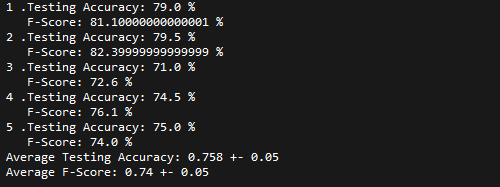 1 .Testing Accuracy: 79.0 %
F-Score: 81.10000000000001 %
2 .Testing Accuracy: 79.5 %
F-Score: 82.39999999999999 %
3 .Testing Accuracy: 71.0 %
F-Score: 72.6 %
4 .Testing Accuracy: 74.5 %
F-Score: 76.1 %
5 .Testing Accuracy: 75.0 %
F-Score: 74.0 %
Average Testing Accuracy: 0.758 +- 0.05
Average F-Score: 0.74 +- 0.05